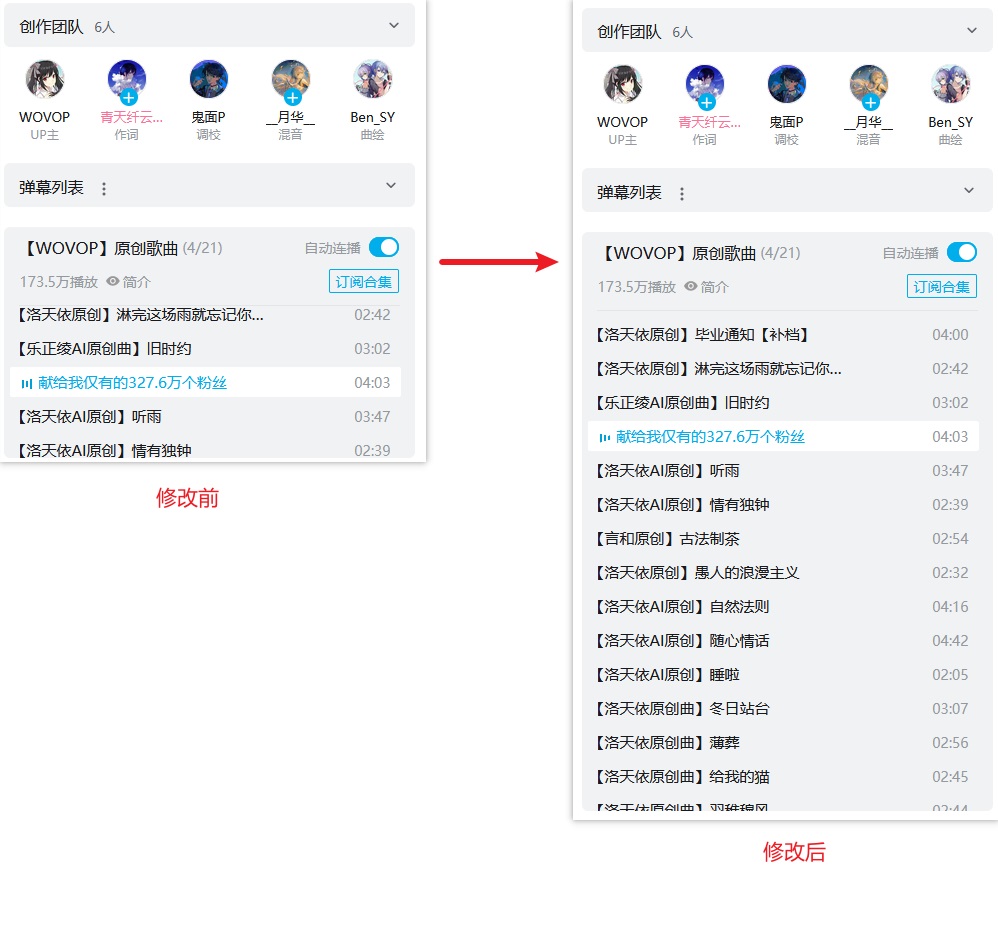 创作团队 6人
WOVOP 青天纤云... 鬼面P __月华__ Ben_SY
UP主 作词 调校 混音 曲绘
弹幕列表
【WOVOP】原创歌曲 (4/21) 自动连播
173.5万播放 简介 订阅合集
【洛天依原创】淋完这场雨就忘记你... 02:42
【乐正绫AI原创曲】旧时约 03:02
献给我仅有的327.6万个粉丝 04:03
【洛天依AI原创】听雨 03:47
【洛天依AI原创】情有独钟 02:39
修改前
创作团队 6人
WOVOP 青天纤云... 鬼面P __月华__ Ben_SY
UP主 作词 调校 混音 曲绘
弹幕列表
【WOVOP】原创歌曲 (4/21) 自动连播
173.5万播放 简介 订阅合集
【洛天依原创】毕业通知【补档】 04:00
【洛天依原创】淋完这场雨就忘记你... 02:42
【乐正绫AI原创曲】旧时约 03:02
献给我仅有的327.6万个粉丝 04:03
【洛天依AI原创】听雨 03:47
【洛天依AI原创】情有独钟 02:39
【言和原创】古法制茶 02:54
【洛天依原创】愚人的浪漫主义 02:32
【洛天依AI原创】自然法则 04:16
【洛天依AI原创】随心情话 04:42
【洛天依AI原创】睡啦 02:05
【洛天依原创曲】冬日站台 03:07
【洛天依原创曲】薄葬 02:56
【洛天依原创曲】给我的猫 02:45
【洛天依原创曲】羽稚穆风 02:44
修改后